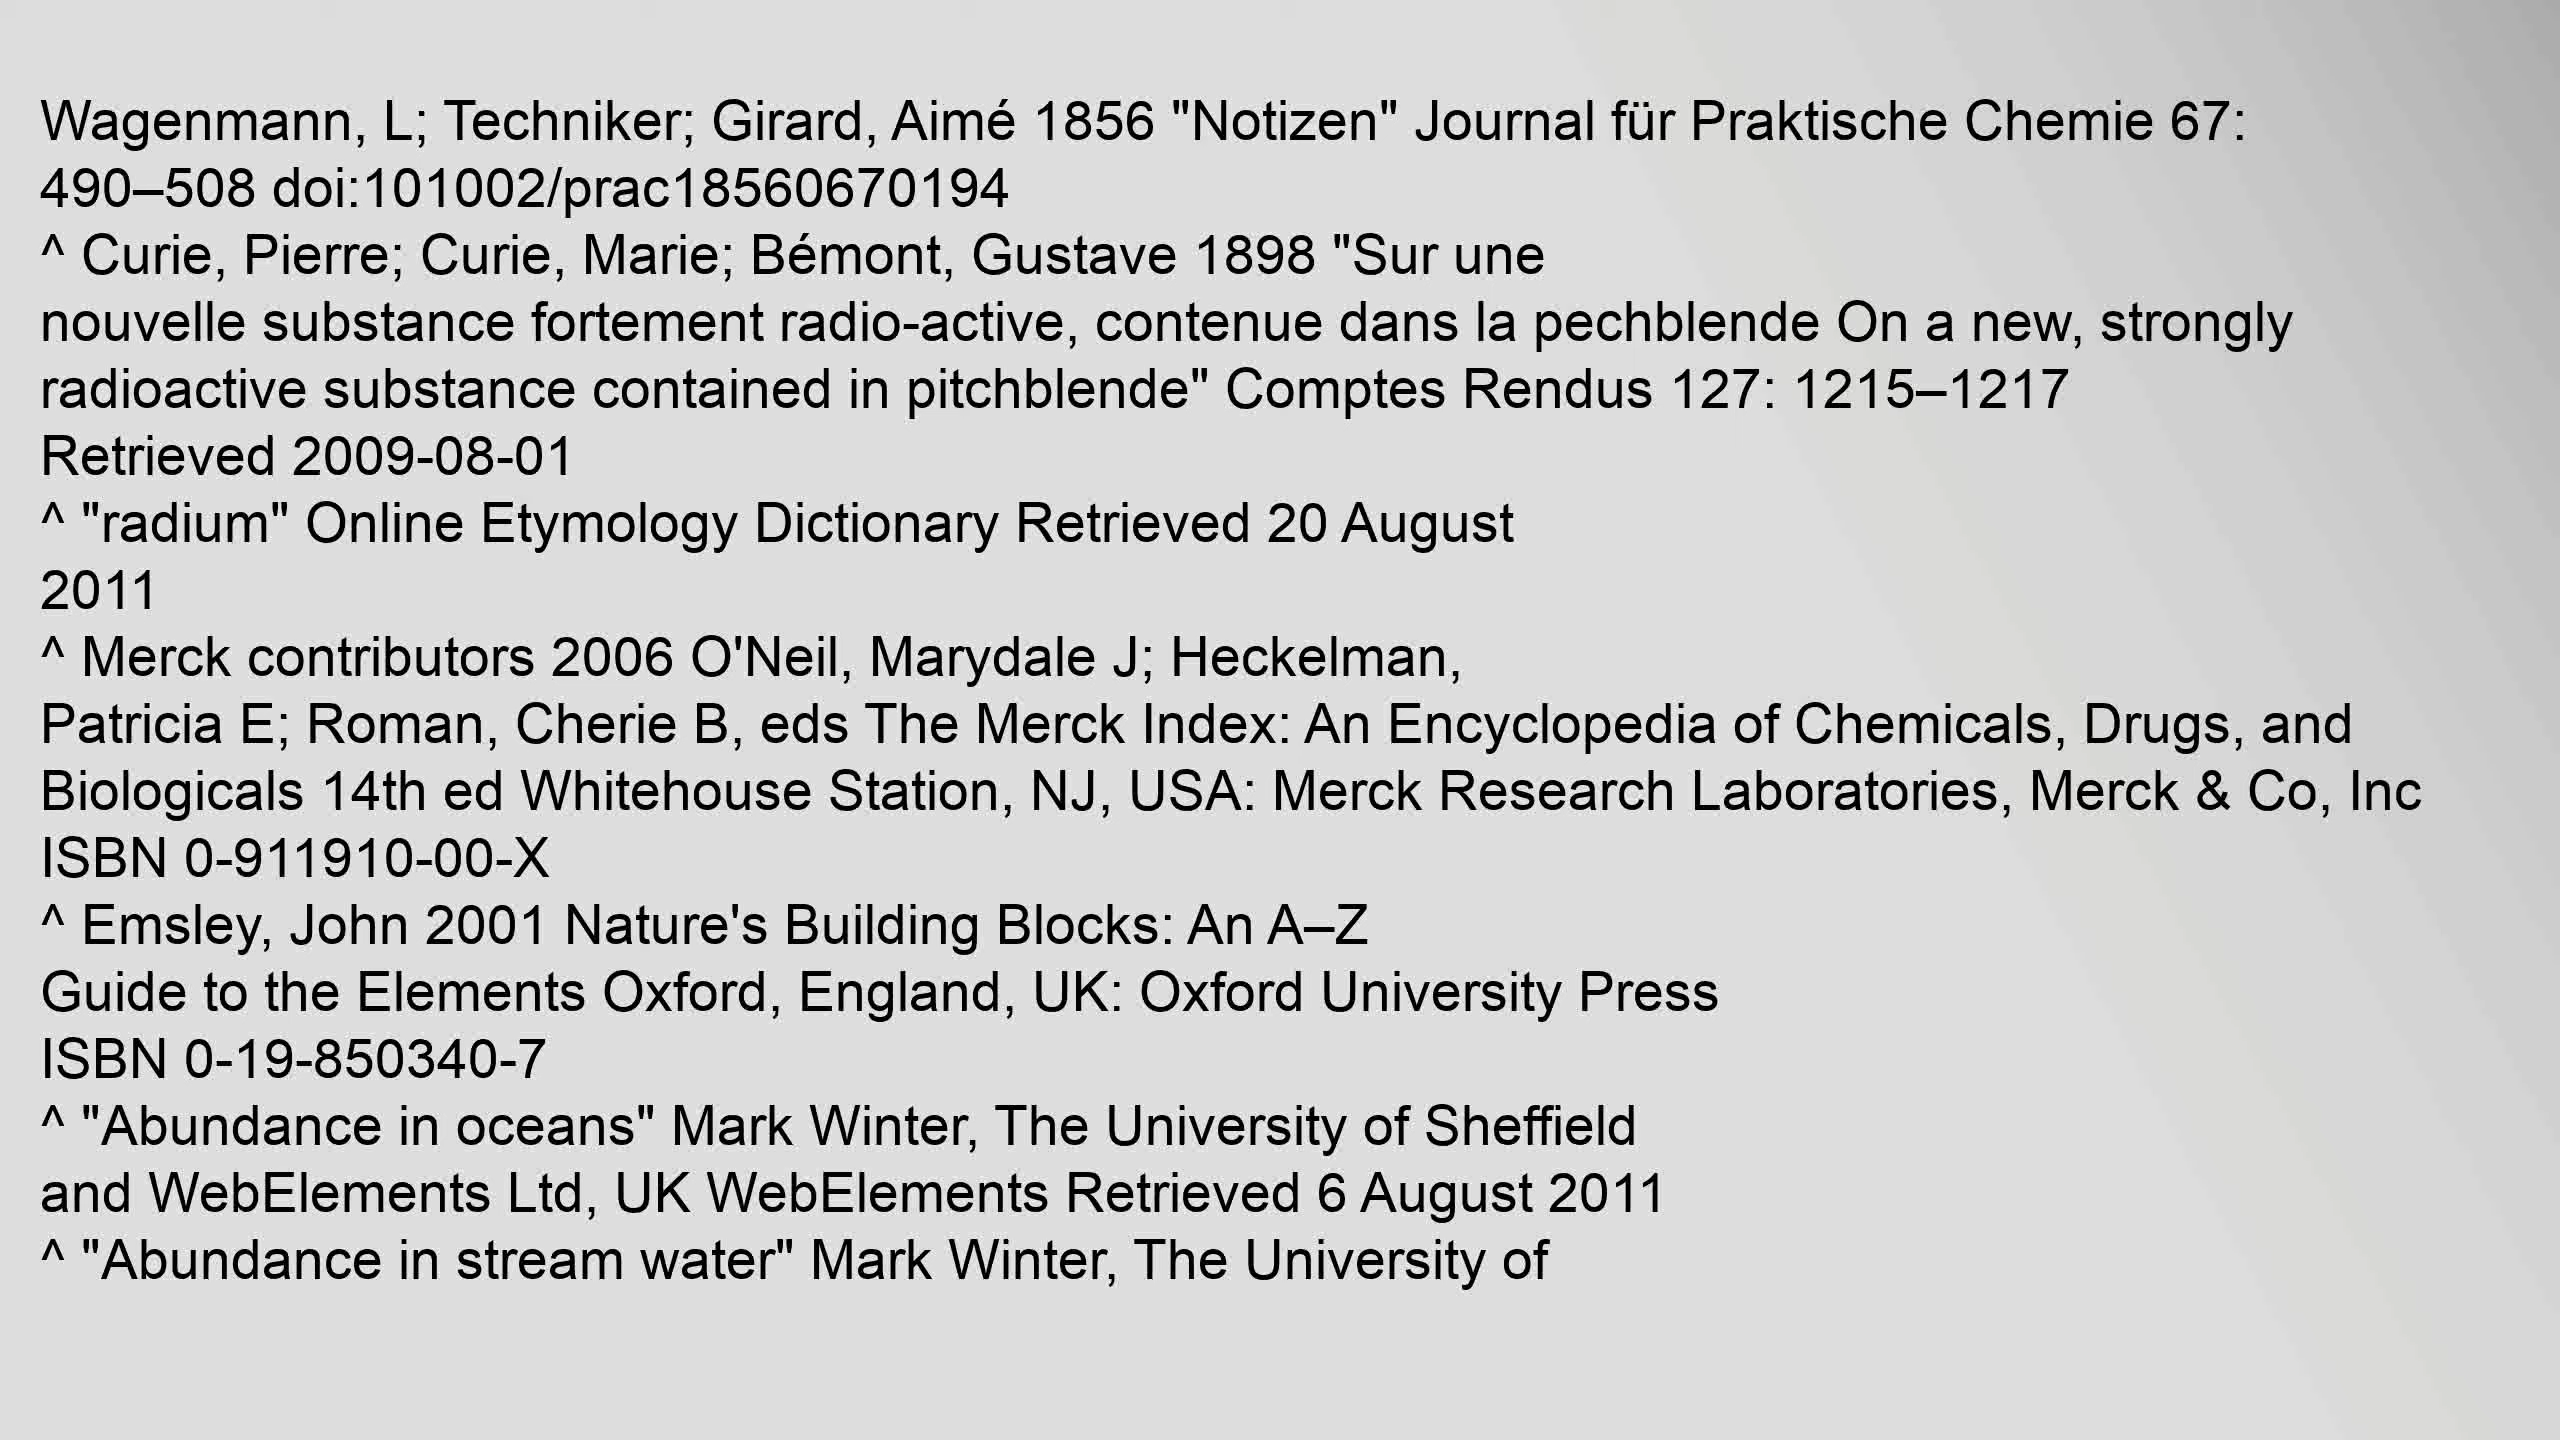 Wagenmann, L; Techniker; Girard, Aimé 1856 "Notizen" Journal für Praktische Chemie 67:
490–508 doi:101002/prac18560670194
^ Curie, Pierre; Curie, Marie; Bémont, Gustave 1898 "Sur une
nouvelle substance fortement radio-active, contenue dans la pechblende On a new, strongly
radioactive substance contained in pitchblende" Comptes Rendus 127: 1215–1217
Retrieved 2009-08-01
^ "radium" Online Etymology Dictionary Retrieved 20 August
2011
^ Merck contributors 2006 O'Neil, Marydale J; Heckelman,
Patricia E; Roman, Cherie B, eds The Merck Index: An Encyclopedia of Chemicals, Drugs, and
Biologicals 14th ed Whitehouse Station, NJ, USA: Merck Research Laboratories, Merck & Co, Inc
ISBN 0-911910-00-X
^ Emsley, John 2001 Nature's Building Blocks: An A–Z
Guide to the Elements Oxford, England, UK: Oxford University Press
ISBN 0-19-850340-7
^ "Abundance in oceans" Mark Winter, The University of Sheffield
and WebElements Ltd, UK WebElements Retrieved 6 August 2011
^ "Abundance in stream water" Mark Winter, The University of